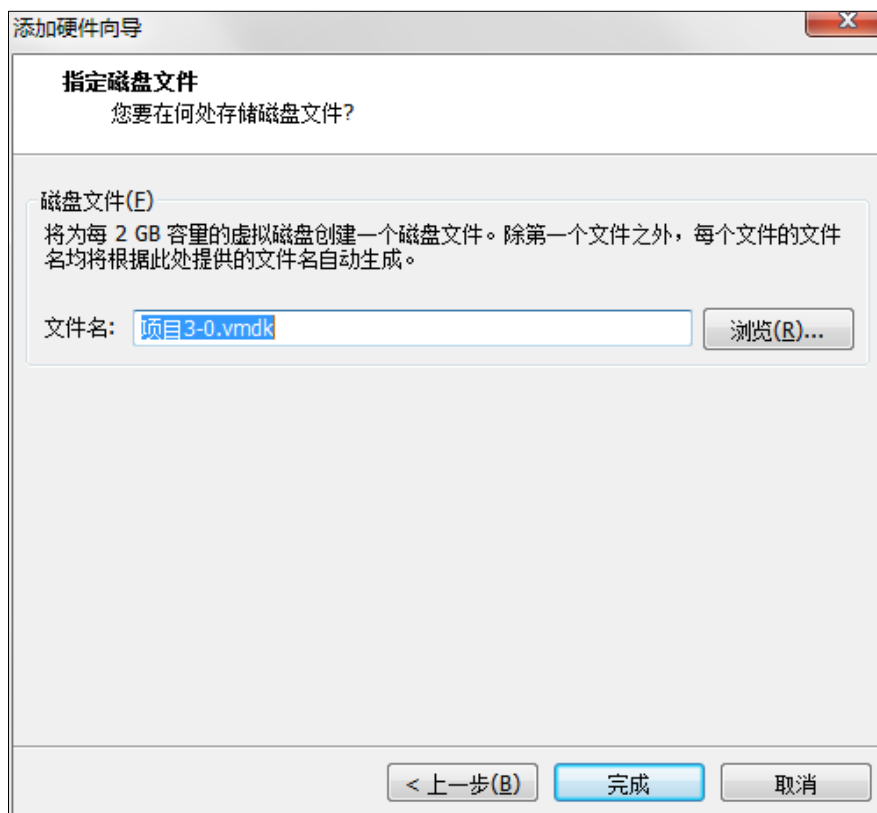 添加硬件向导
X
指定磁盘文件
您要在何处存储磁盘文件?
磁盘文件(F)
将为每 2 GB 容量的虚拟磁盘创建一个磁盘文件。除第一个文件之外，每个文件的文件
名均将根据此处提供的文件名自动生成。
文件名: 项目3-0.vmdk 浏览(R)...
< 上一步(B) 完成 取消